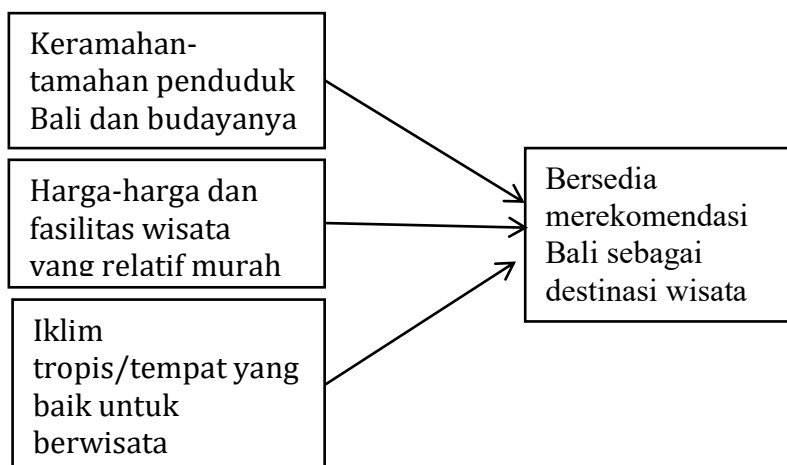 Keramahan-
tamahan penduduk
Bali dan budayanya
Harga-harga dan
fasilitas wisata
yang relatif murah
Iklim
tropis/tempat yang
baik untuk
berwisata
Bersedia
merekomendasi
Bali sebagai
destinasi wisata